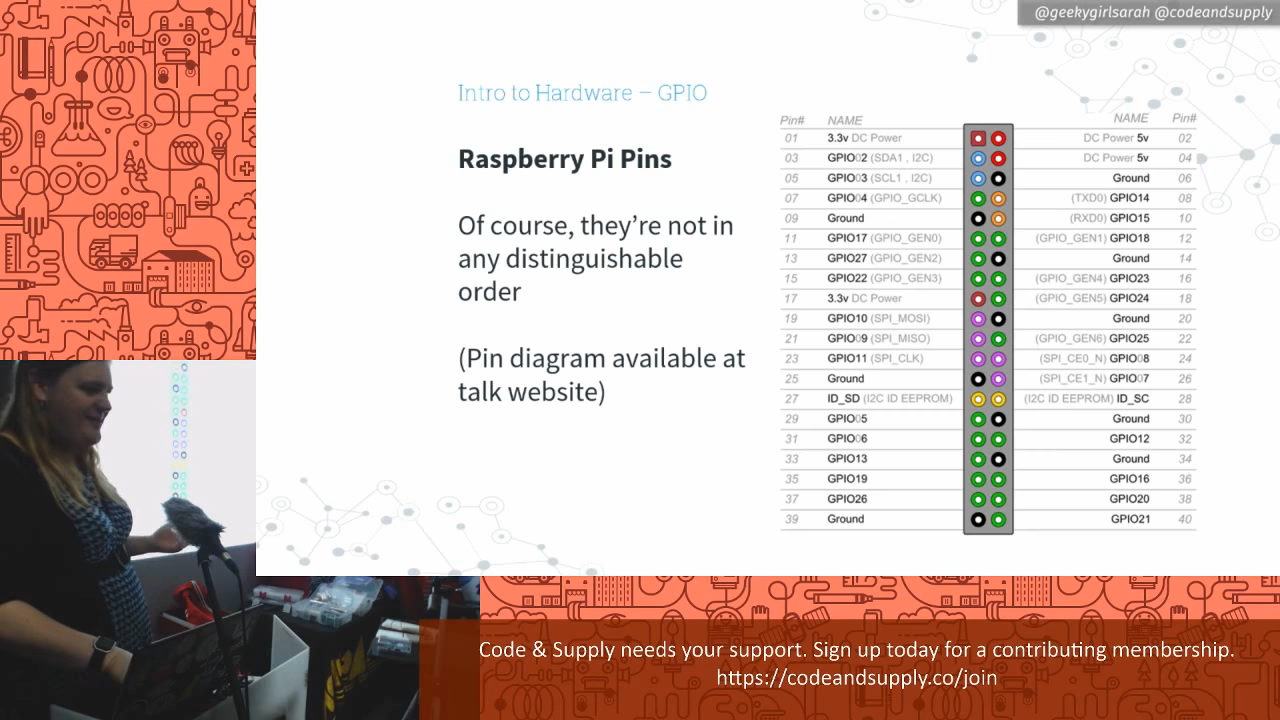 @geekygirlsarah @codeandsupply
Intro to Hardware – GPIO
Raspberry Pi Pins
Of course, they're not in
any distinguishable
order
(Pin diagram available at
talk website)
Pin# NAME NAME Pin#
01 3.3v DC Power DC Power 5v 02
03 GPIO02 (SDA1 , I2C) DC Power 5v 04
05 GPIO03 (SCL1 , I2C) Ground 06
07 GPIO04 (GPIO_GCLK) (TXD0) GPIO14 08
09 Ground (RXD0) GPIO15 10
11 GPIO17 (GPIO_GEN0) (GPIO_GEN1) GPIO18 12
13 GPIO27 (GPIO_GEN2) Ground 14
15 GPIO22 (GPIO_GEN3) (GPIO_GEN4) GPIO23 16
17 3.3v DC Power (GPIO_GEN5) GPIO24 18
19 GPIO10 (SPI_MOSI) Ground 20
21 GPIO09 (SPI_MISO) (GPIO_GEN6) GPIO25 22
23 GPIO11 (SPI_CLK) (SPI_CE0_N) GPIO08 24
25 Ground (SPI_CE1_N) GPIO07 26
27 ID_SD (I2C ID EEPROM) (I2C ID EEPROM) ID_SC 28
29 GPIO05 Ground 30
31 GPIO06 GPIO12 32
33 GPIO13 Ground 34
35 GPIO19 GPIO16 36
37 GPIO26 GPIO20 38
39 Ground GPIO21 40
Code & Supply needs your support. Sign up today for a contributing membership.
https://codeandsupply.co/join